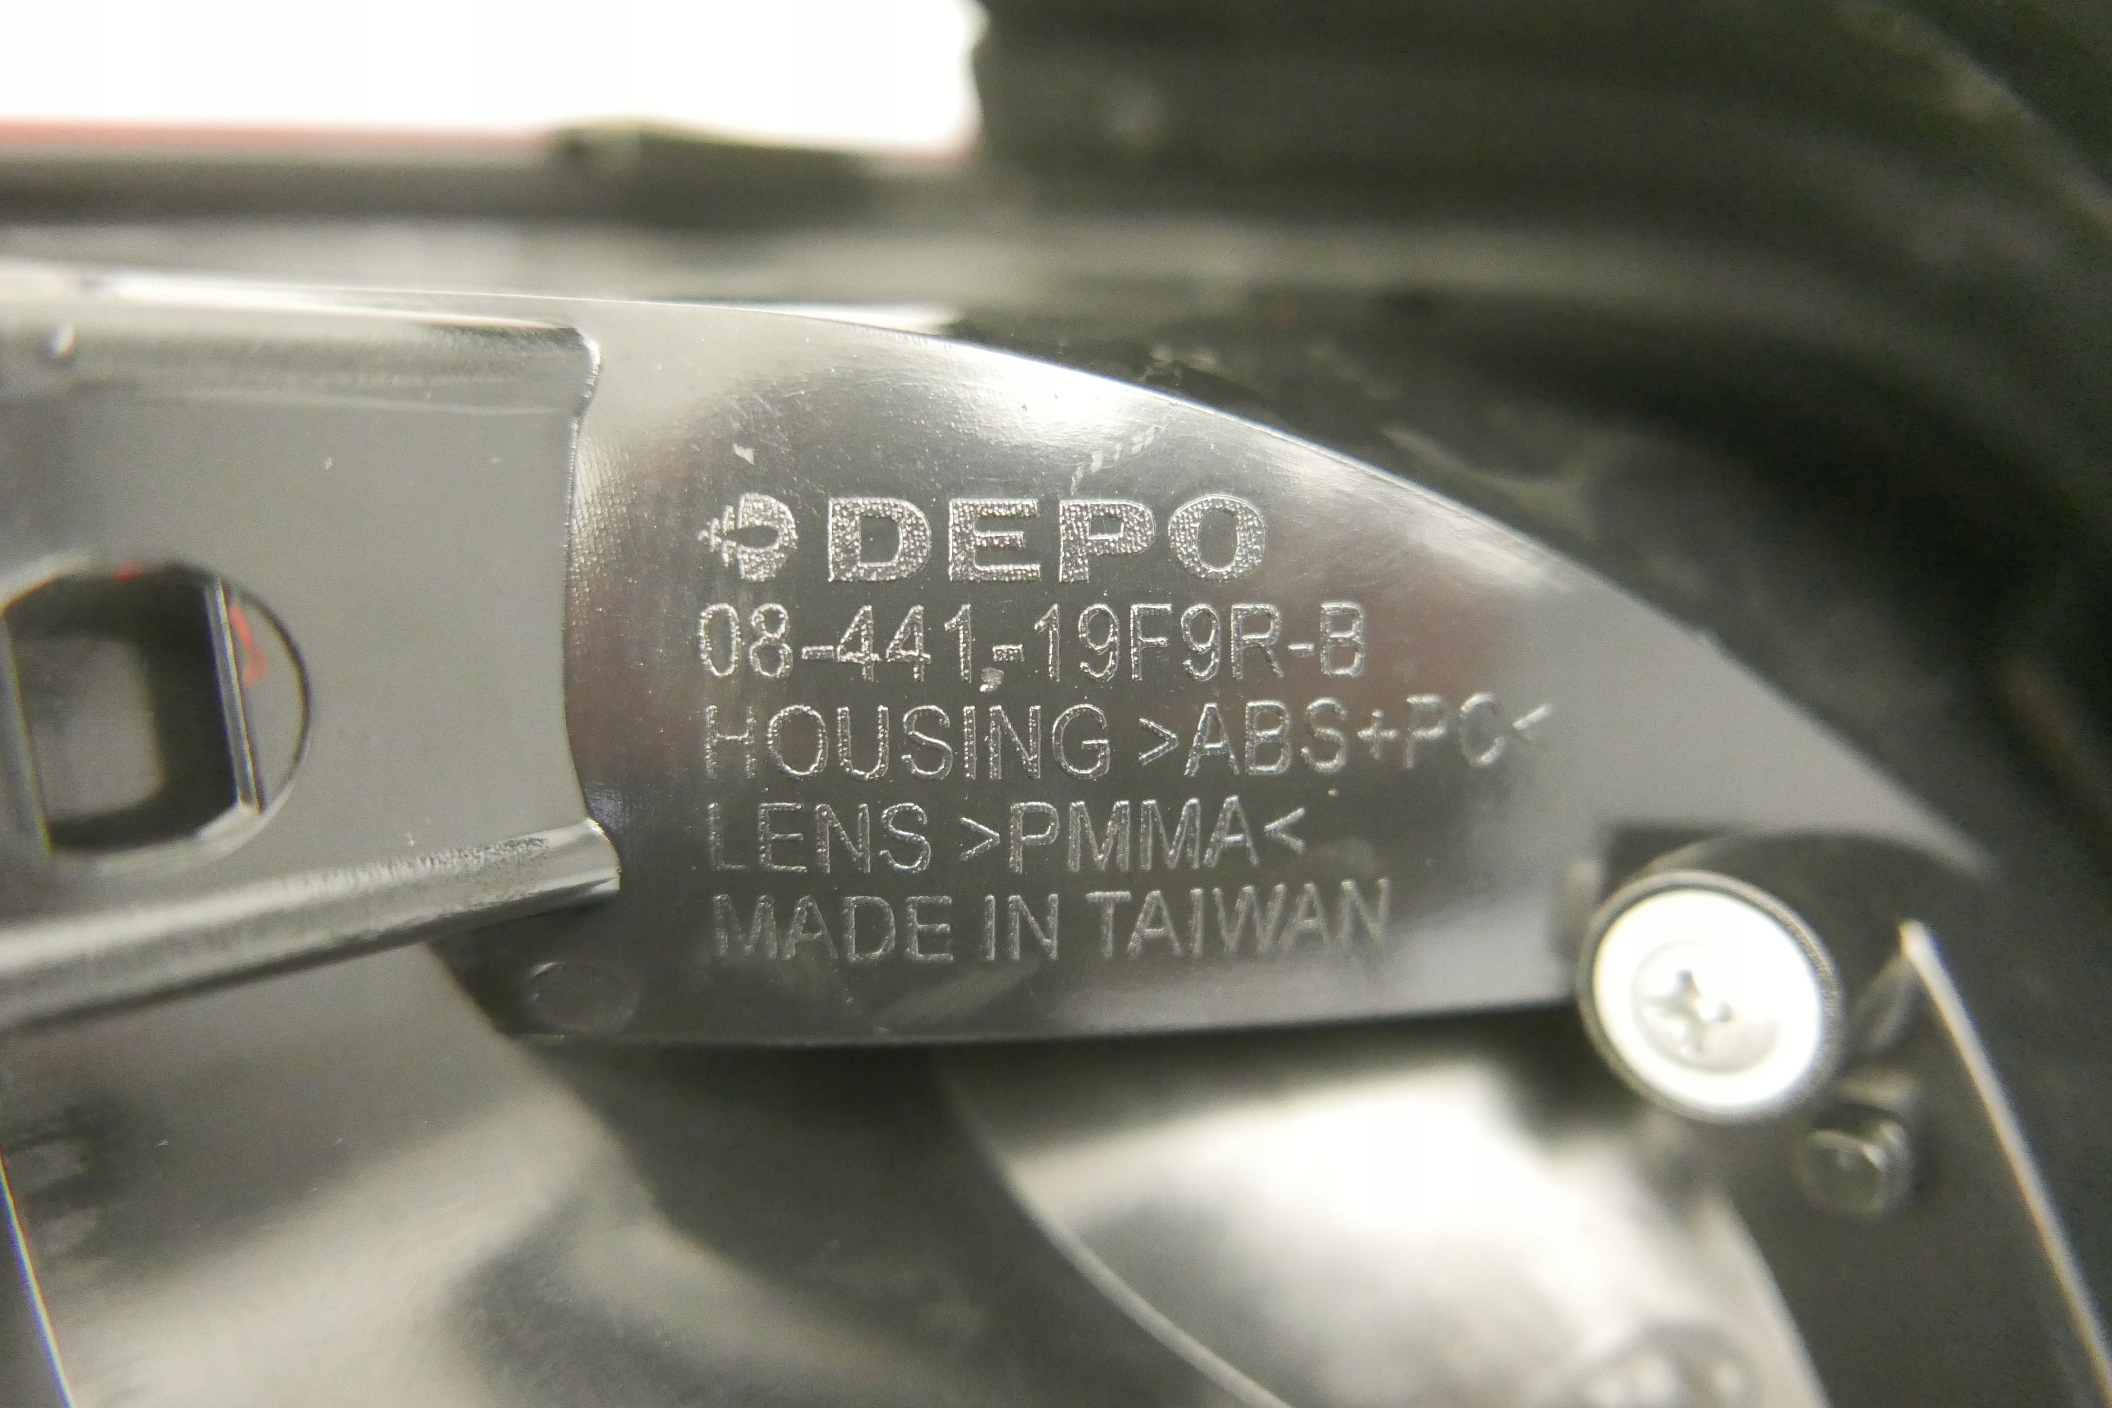 DEPO
08-441-19F9R-B
HOUSING >ABS+PC<
LENS >PMMA<
MADE IN TAIWAN